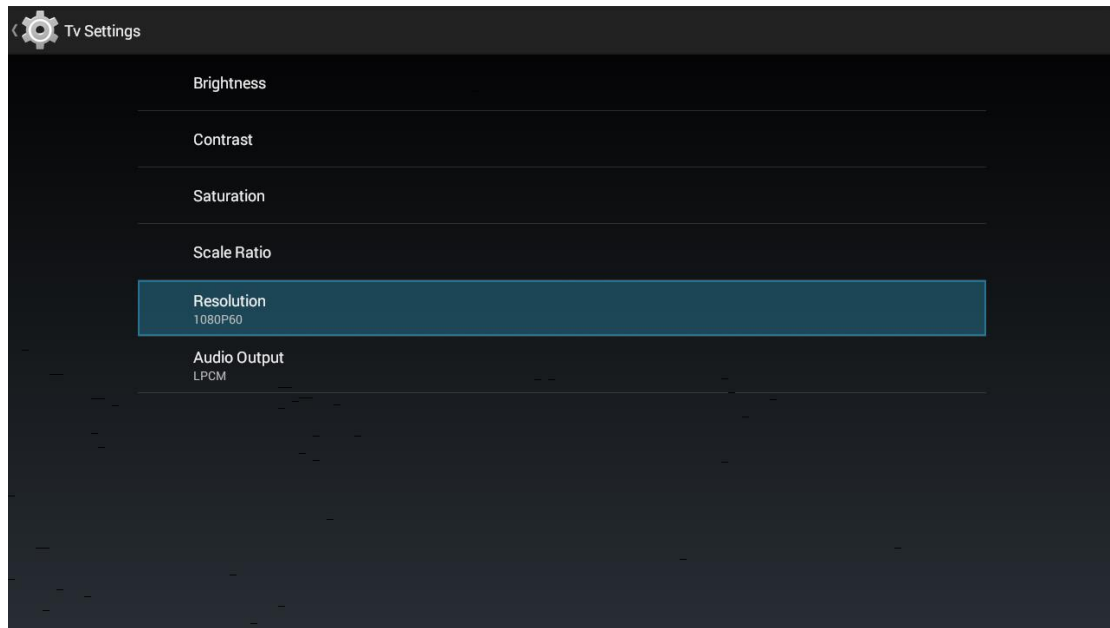 Tv Settings
Brightness
Contrast
Saturation
Scale Ratio
Resolution
1080P60
Audio Output
LPCM